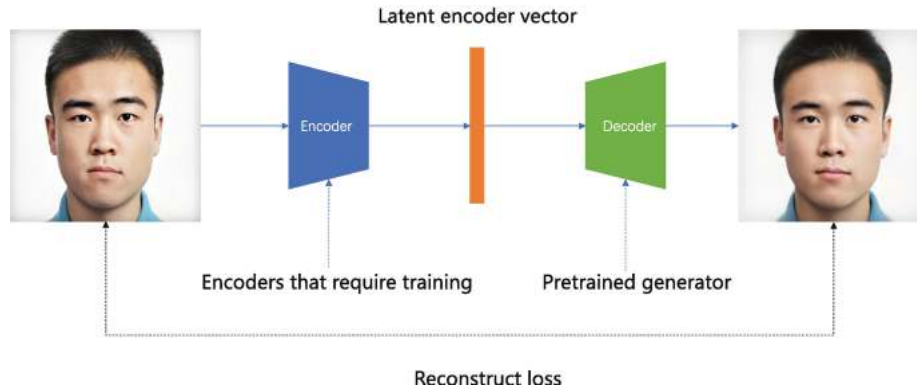 Latent encoder vector
Encoder
Decoder
Encoders that require training
Pretrained generator
Reconstruct loss